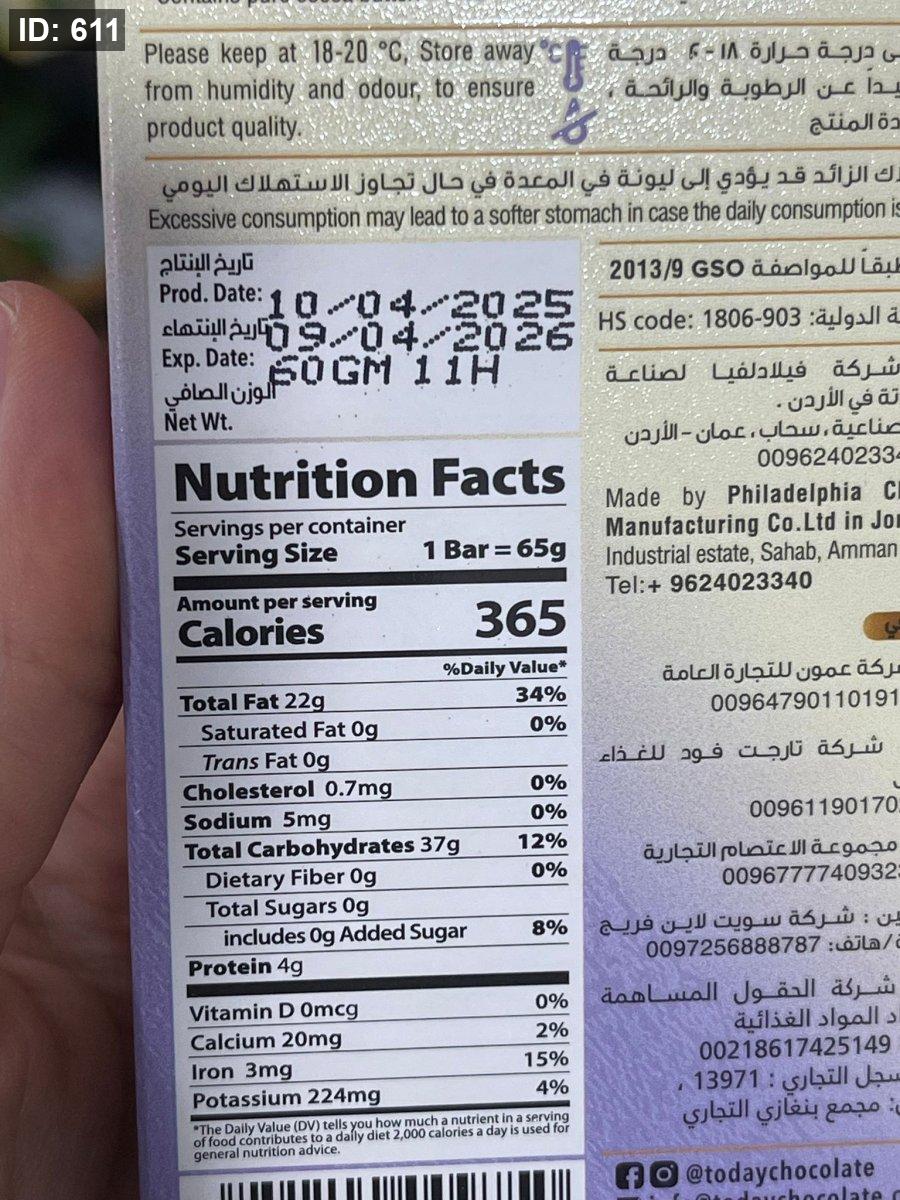 ID: 611
Please keep at 18-20 °C, Store away
from humidity and odour, to ensure
product quality.
°C °F
درجة حرارة ١٨-٢٠ درجة
عن الرطوبة والرائحة ،
المنتج
الزائد قد يؤدي إلى ليونة في المعدة في حال تجاوز الاستهلاك اليومي
Excessive consumption may lead to a softer stomach in case the daily consumption is
تاريخ الإنتاج
Prod. Date: 10/04/2025
تاريخ الإنتهاء 09/04/2026
Exp. Date:
60GM 11H
الوزن الصافي
Net Wt.
Nutrition Facts
Servings per container
Serving Size 1 Bar = 65g
Amount per serving
Calories 365
%Daily Value*
Total Fat 22g 34%
Saturated Fat 0g 0%
Trans Fat 0g
Cholesterol 0.7mg 0%
Sodium 5mg 0%
Total Carbohydrates 37g 12%
Dietary Fiber 0g 0%
Total Sugars 0g
includes 0g Added Sugar 8%
Protein 4g
Vitamin D 0mcg 0%
Calcium 20mg 2%
Iron 3mg 15%
Potassium 224mg 4%
*The Daily Value (DV) tells you how much a nutrient in a serving
of food contributes to a daily diet 2,000 calories a day is used for
general nutrition advice.
طبقاً للمواصفة 2013/9 GSO
الدولية: HS code: 1806-903
شركة فيلادلفيا لصناعة
في الأردن .
سحاب، عمان - الأردن
0096240233
Made by Philadelphia
Manufacturing Co.Ltd in
Industrial estate, Sahab, Amman
Tel:+ 9624023340
شركة عمون للتجارة العامة
00964790110191
شركة تارجت فود للغذاء
00961190170
مجموعة الاعتصام التجارية
0096777740932
: شركة سويت لاين فريج
/هاتف: 0097256888787
شركة الحقول المساهمة
المواد الغذائية
00218617425149
التجاري : 13971 ،
مجمع بنغازي التجاري
@todaychocolate